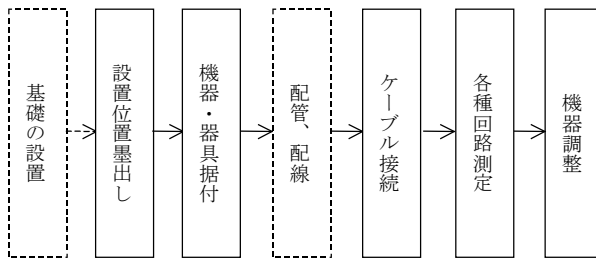 基礎の設置
設置位置墨出し
機器・器具据付
配管、配線
ケーブル接続
各種回路測定
機器調整